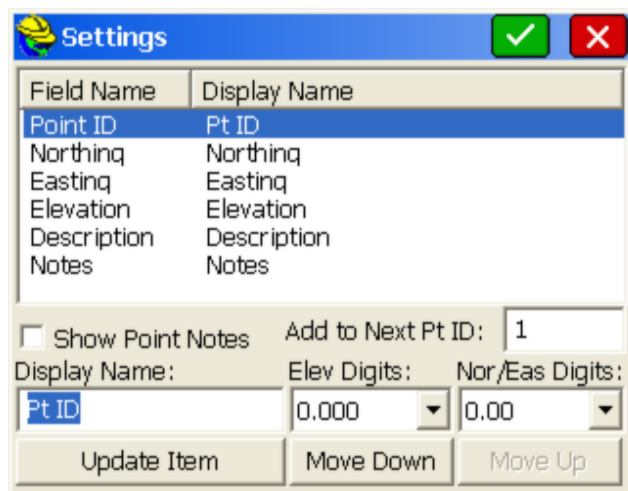 Settings
Field Name Display Name
Point ID Pt ID
Northing Northing
Easting Easting
Elevation Elevation
Description Description
Notes Notes
Show Point Notes Add to Next Pt ID: 1
Display Name: Elev Digits: Nor/Eas Digits:
Pt ID 0.000 0.00
Update Item Move Down Move Up